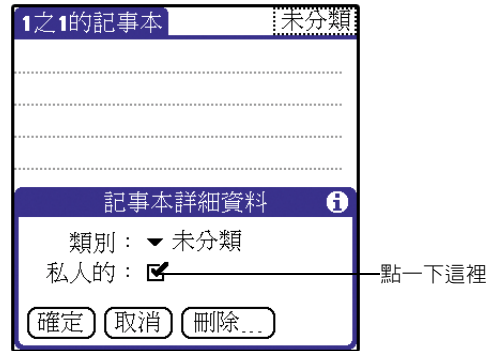 1之1的記事本 未分類
記事本詳細資料
類別： 未分類
私人的：
點一下這裡
確定 取消 刪除...